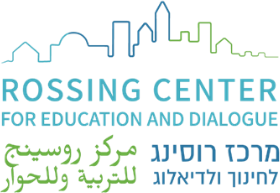 ROSSING CENTER
FOR EDUCATION AND DIALOGUE
מרכז רוסינג
לחינוך ולדיאלוג
مركز روسينج
للتربية وللحوار